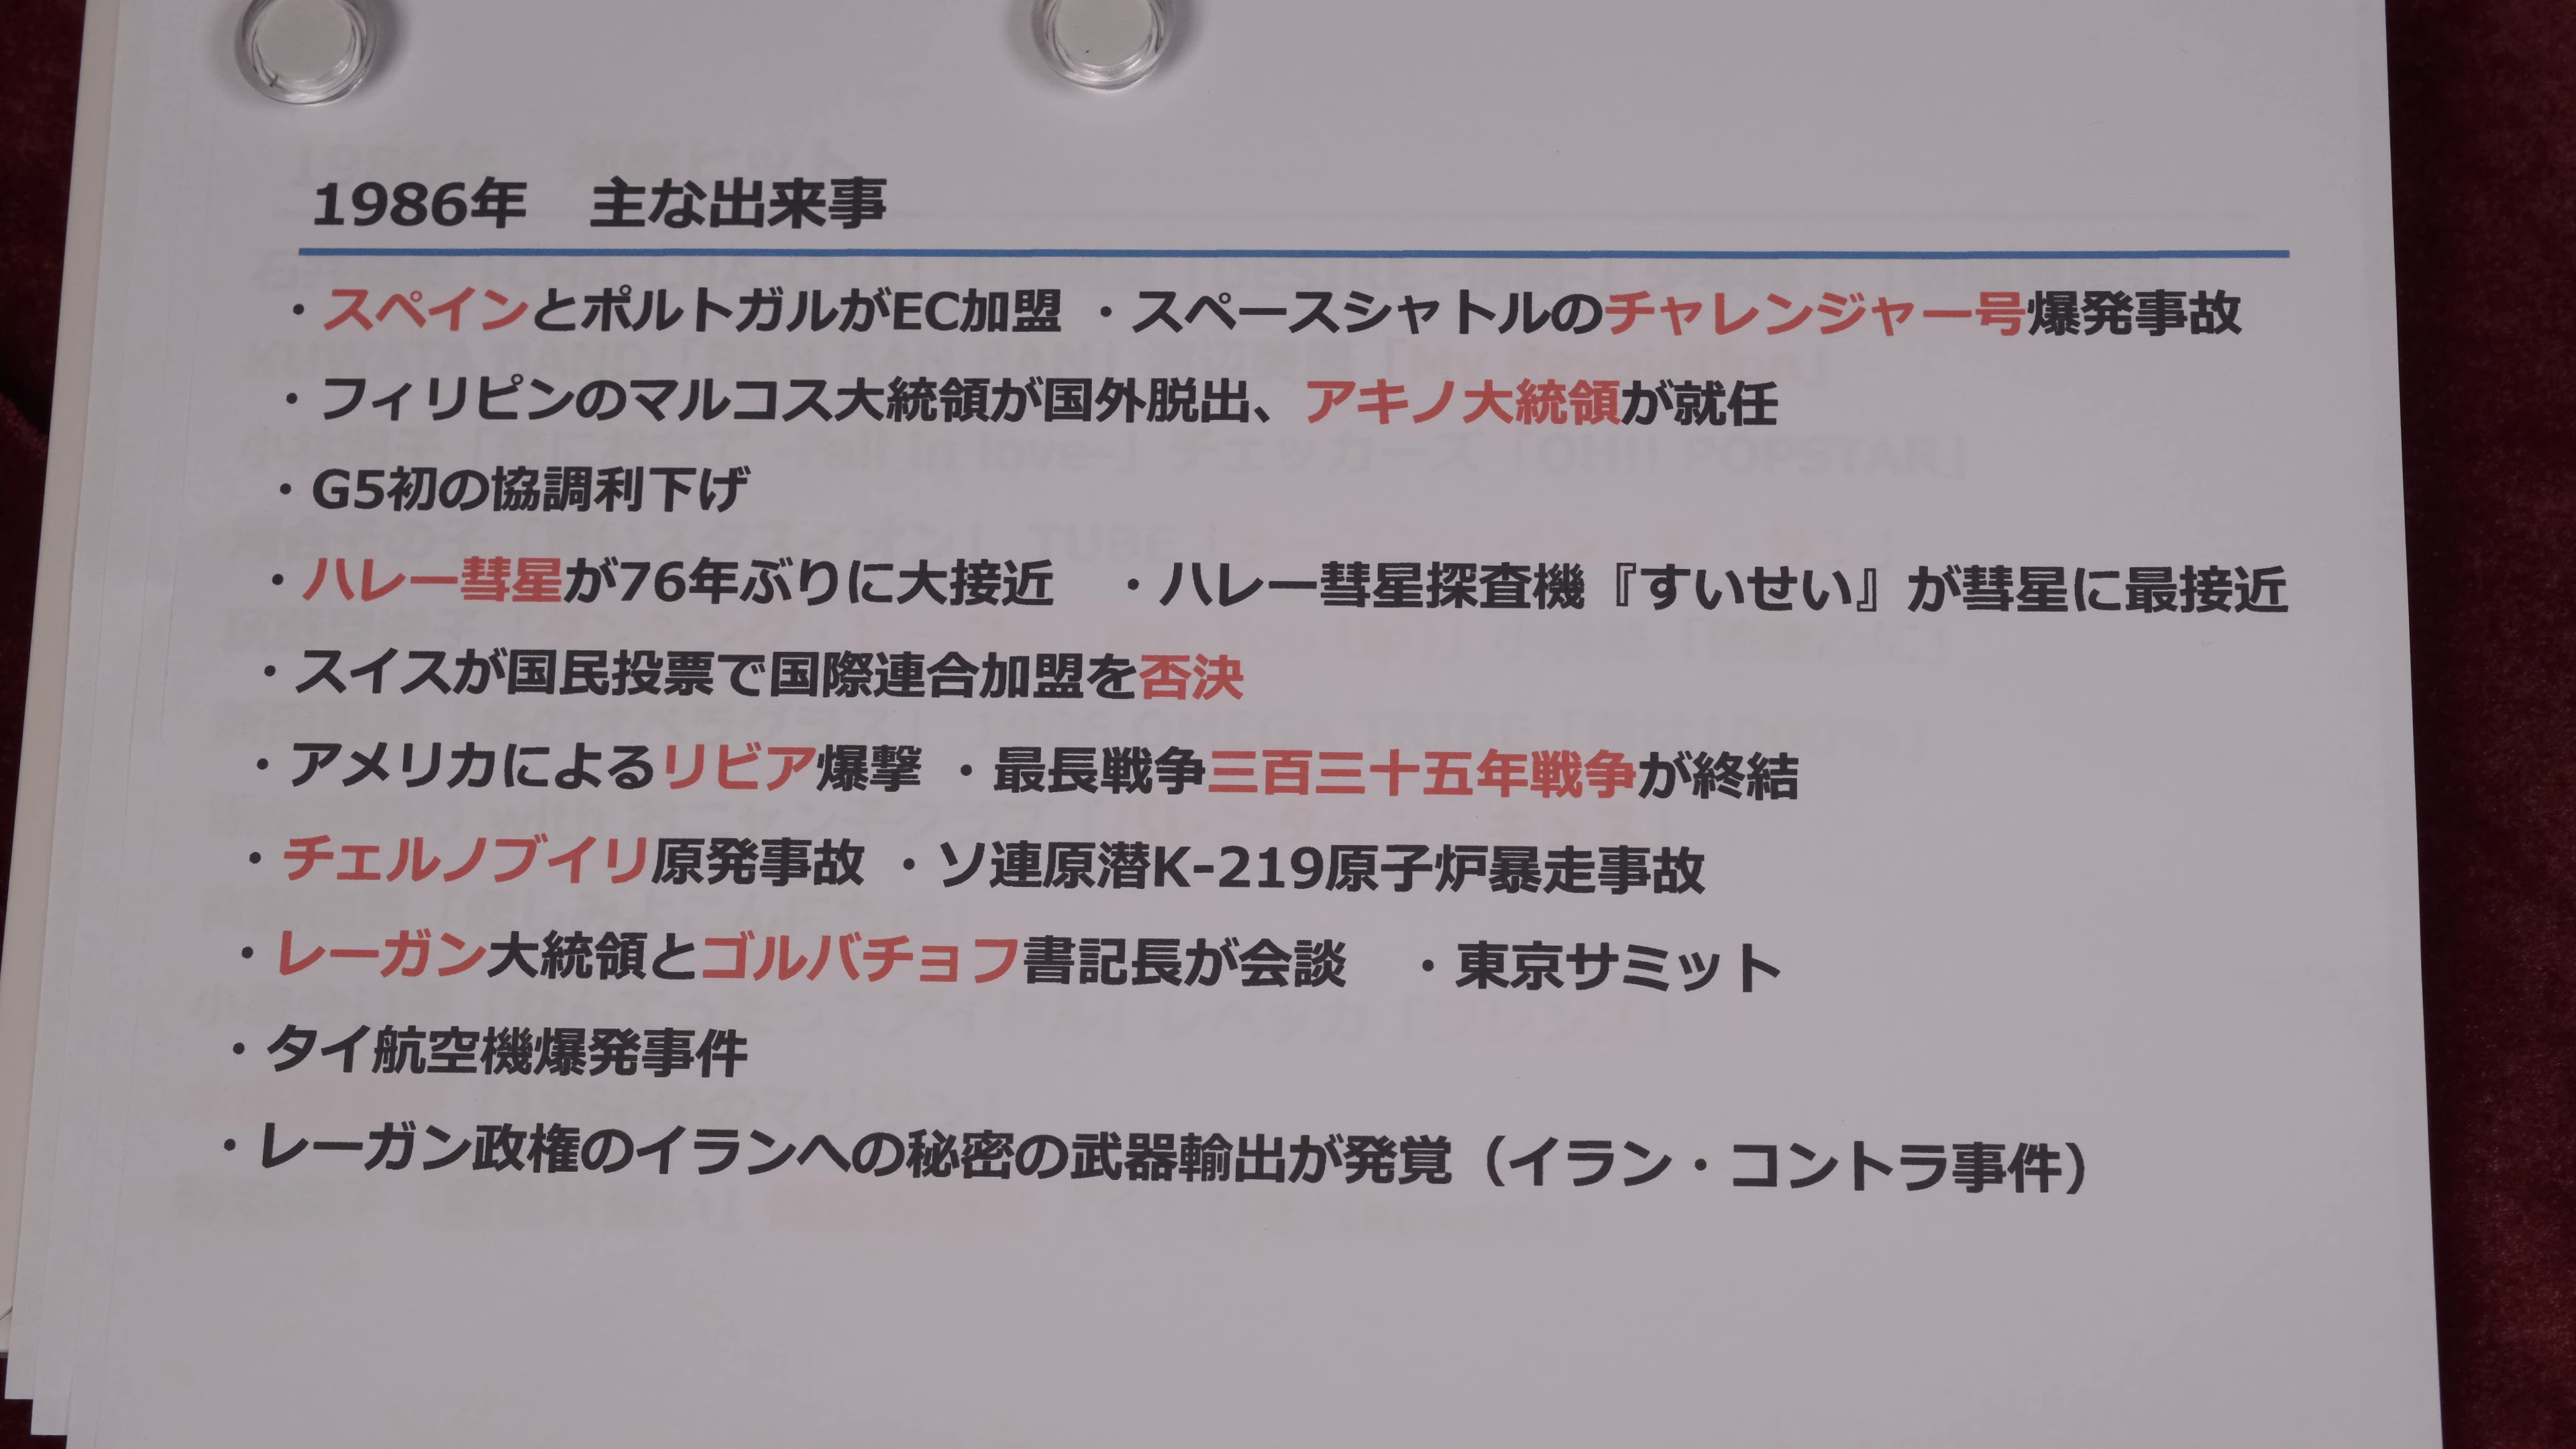 1986年　主な出来事
・スペインとポルトガルがEC加盟 ・スペースシャトルのチャレンジャー号爆発事故
・フィリピンのマルコス大統領が国外脱出、アキノ大統領が就任
・G5初の協調利下げ
・ハレー彗星が76年ぶりに大接近　・ハレー彗星探査機『すいせい』が彗星に最接近
・スイスが国民投票で国際連合加盟を否決
・アメリカによるリビア爆撃 ・最長戦争三百三十五年戦争が終結
・チェルノブイリ原発事故 ・ソ連原潜K-219原子炉暴走事故
・レーガン大統領とゴルバチョフ書記長が会談　・東京サミット
・タイ航空機爆発事件
・レーガン政権のイランへの秘密の武器輸出が発覚（イラン・コントラ事件）